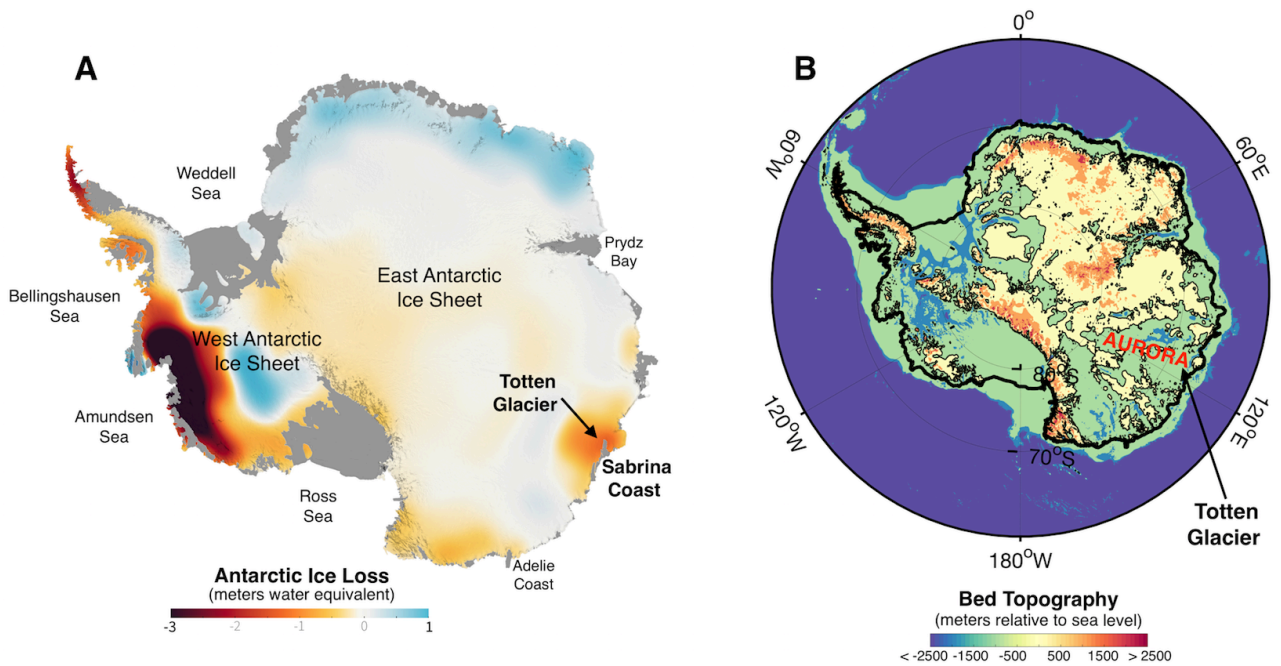 A
Weddell
Sea
Bellingshausen
Sea
Amundsen
Sea
Ross
Sea
West Antarctic
Ice Sheet
East Antarctic
Ice Sheet
Prydz
Bay
Totten
Glacier
Sabrina
Coast
Adelie
Coast
Antarctic Ice Loss
(meters water equivalent)
-3 -2 -1 0 1
B
0°
60°W
60°E
120°W
120°E
180°W
80°S
70°S
AURORA
Totten
Glacier
Bed Topography
(meters relative to sea level)
< -2500 -1500 -500 500 1500 > 2500